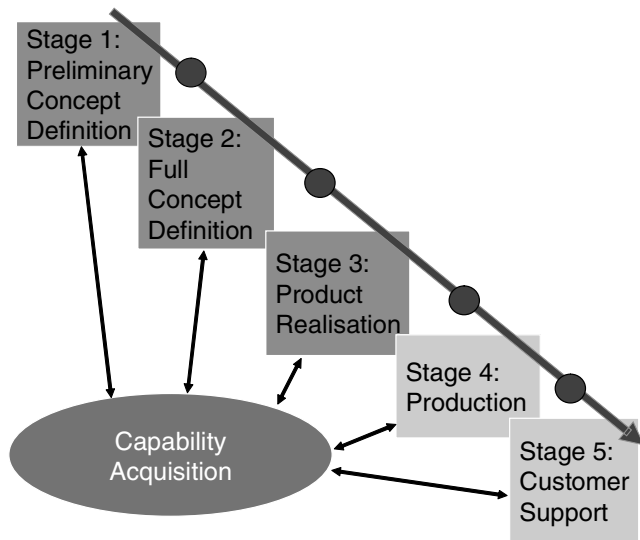 Stage 1:
Preliminary
Concept
Definition
Stage 2:
Full
Concept
Definition
Stage 3:
Product
Realisation
Stage 4:
Production
Stage 5:
Customer
Support
Capability
Acquisition